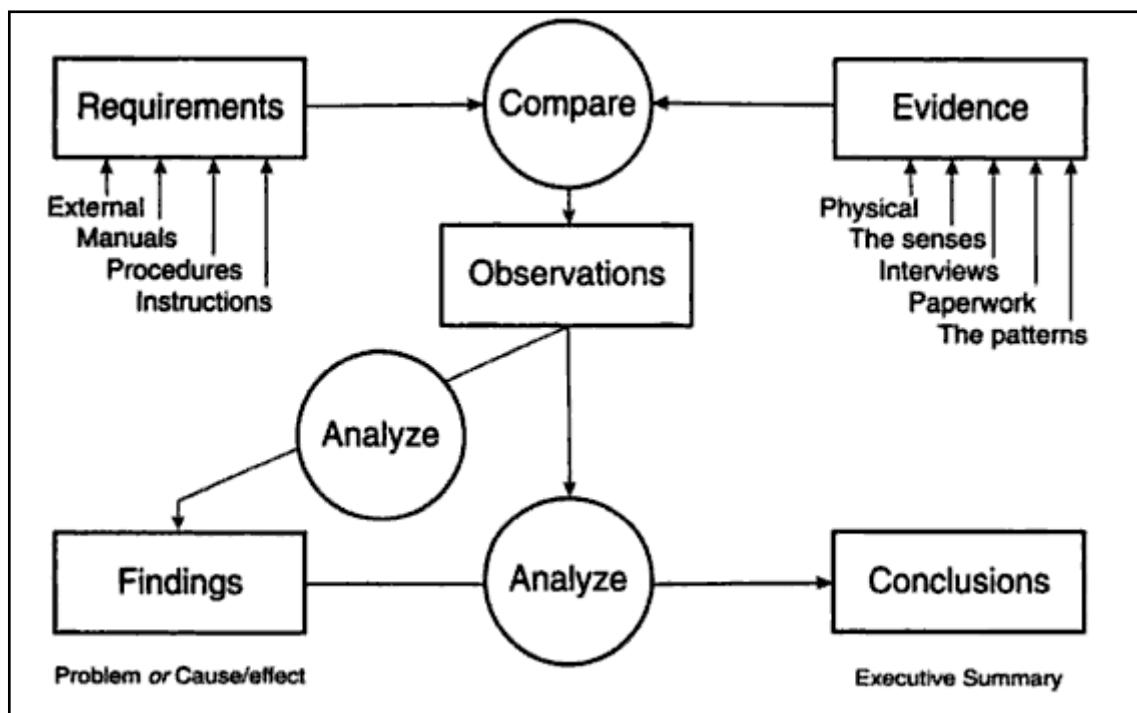 Requirements
Compare
Evidence
External
Manuals
Procedures
Instructions
Physical
The senses
Interviews
Paperwork
The patterns
Observations
Analyze
Findings
Analyze
Conclusions
Problem or Cause/effect
Executive Summary